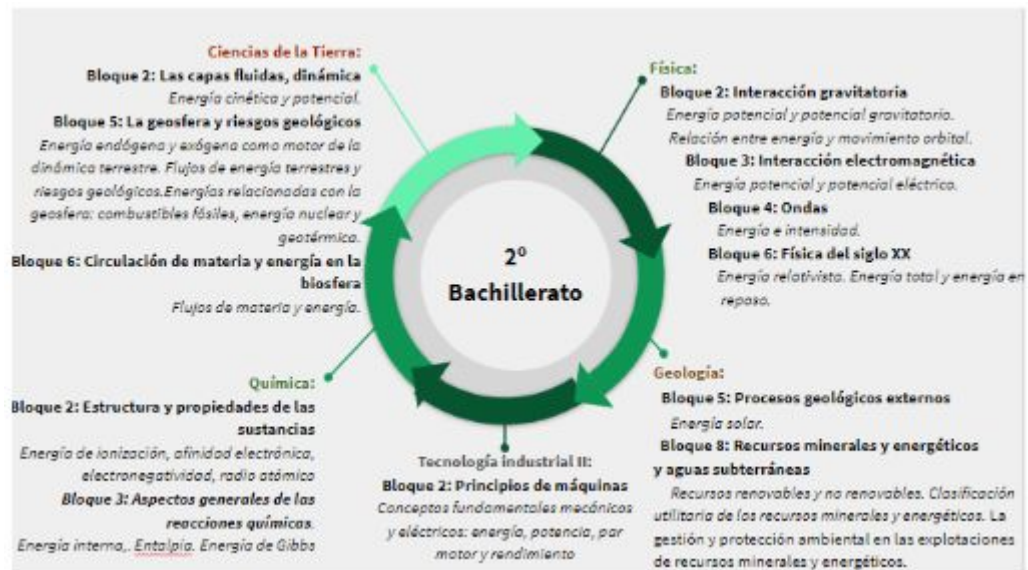 Ciencias de la Tierra:
Bloque 2: Las capas fluidas, dinámica
Energía cinética y potencial.
Bloque 5: La geosfera y riesgos geológicos
Energía endógena y exógena como motor de la
dinámica terrestre. Flujos de energía terrestres y
riesgos geológicos.Energías relacionadas con la
geosfera: combustibles fósiles, energía nuclear y
geotérmica.
Bloque 6: Circulación de materia y energía en la
biosfera
Flujos de materia y energía.
Física:
Bloque 2: Interacción gravitatoria
Energía potencial y potencial gravitatorio.
Relación entre energía y movimiento orbital.
Bloque 3: Interacción electromagnética
Energía potencial y potencial eléctrico.
Bloque 4: Ondas
Energía e intensidad.
Bloque 6: Física del siglo XX
Energía relativista. Energía total y energía en
reposo.
2º
Bachillerato
Química:
Bloque 2: Estructura y propiedades de las
sustancias
Energía de ionización, afinidad electrónica,
electronegatividad, radio atómico
Bloque 3: Aspectos generales de las
reacciones químicas.
Energía interna,. Entalpía. Energía de Gibbs
Tecnología industrial II:
Bloque 2: Principios de máquinas
Conceptos fundamentales mecánicos
y eléctricos: energía, potencia, par
motor y rendimiento
Geología:
Bloque 5: Procesos geológicos externos
Energía solar.
Bloque 8: Recursos minerales y energéticos
y aguas subterráneas
Recursos renovables y no renovables. Clasificación
utilitaria de los recursos minerales y energéticos. La
gestión y protección ambiental en las explotaciones
de recursos minerales y energéticos.